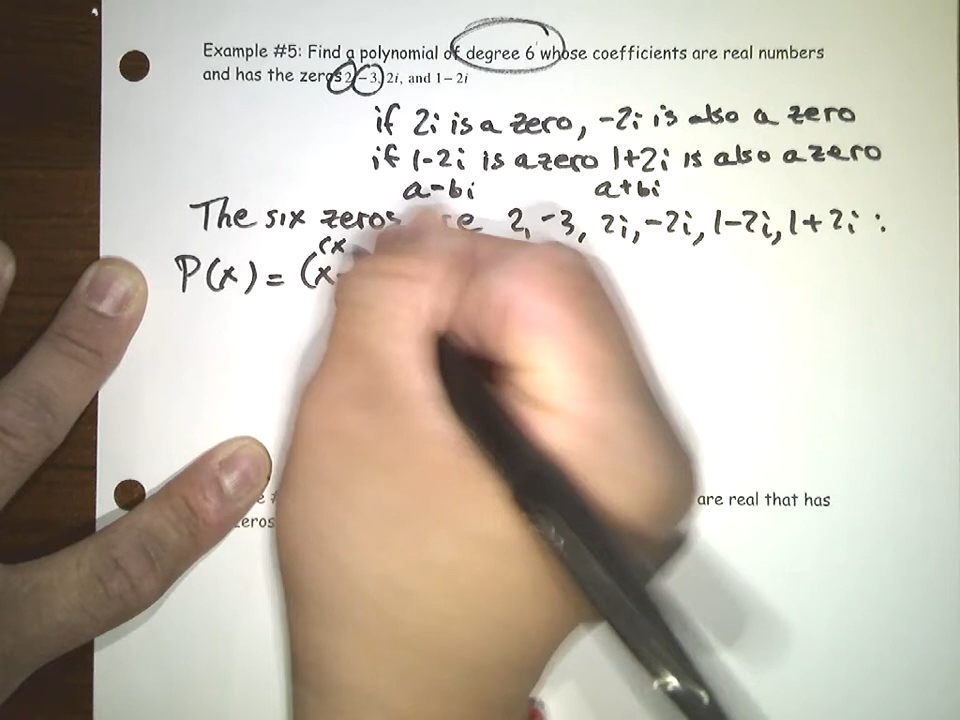 Example #5: Find a polynomial of degree 6 whose coefficients are real numbers
and has the zeros 2, -3, 2i, and 1-2i
if 2i is a zero, -2i is also a zero
if 1-2i is a zero 1+2i is also a zero
a-bi a+bi
The six zeros 2, -3, 2i, -2i, 1-2i, 1+2i :
P(x) = (x-
are real that has
zeros